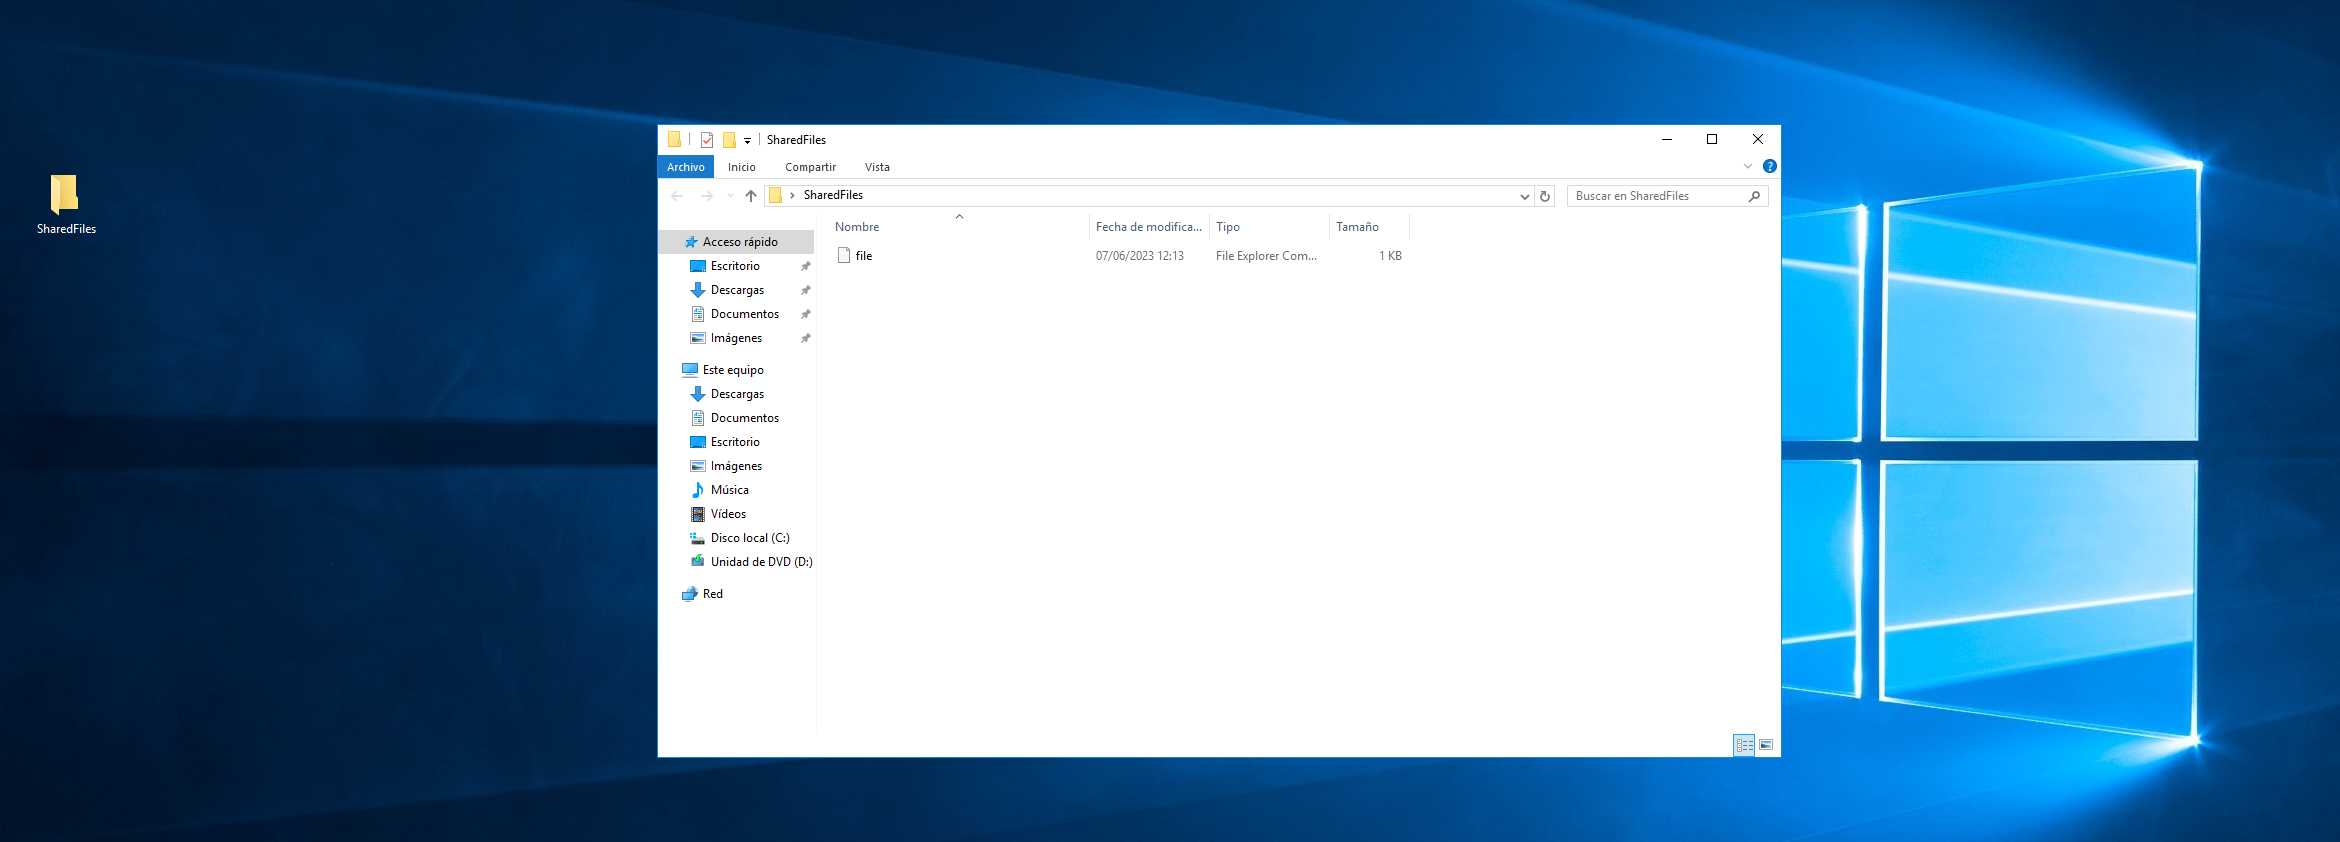 SharedFiles
SharedFiles
Archivo Inicio Compartir Vista
SharedFiles Buscar en SharedFiles
Nombre Fecha de modifica... Tipo Tamaño
file 07/06/2023 12:13 File Explorer Com... 1 KB
Acceso rápido
Escritorio
Descargas
Documentos
Imágenes
Este equipo
Descargas
Documentos
Escritorio
Imágenes
Música
Vídeos
Disco local (C:)
Unidad de DVD (D:)
Red